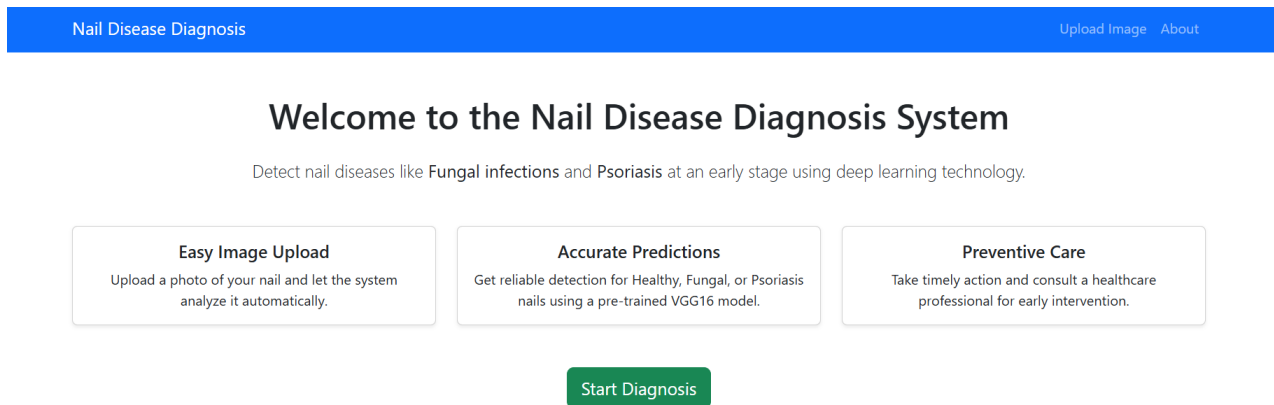 Nail Disease Diagnosis
Upload Image About
Welcome to the Nail Disease Diagnosis System
Detect nail diseases like Fungal infections and Psoriasis at an early stage using deep learning technology.
Easy Image Upload
Upload a photo of your nail and let the system
analyze it automatically.
Accurate Predictions
Get reliable detection for Healthy, Fungal, or Psoriasis
nails using a pre-trained VGG16 model.
Preventive Care
Take timely action and consult a healthcare
professional for early intervention.
Start Diagnosis